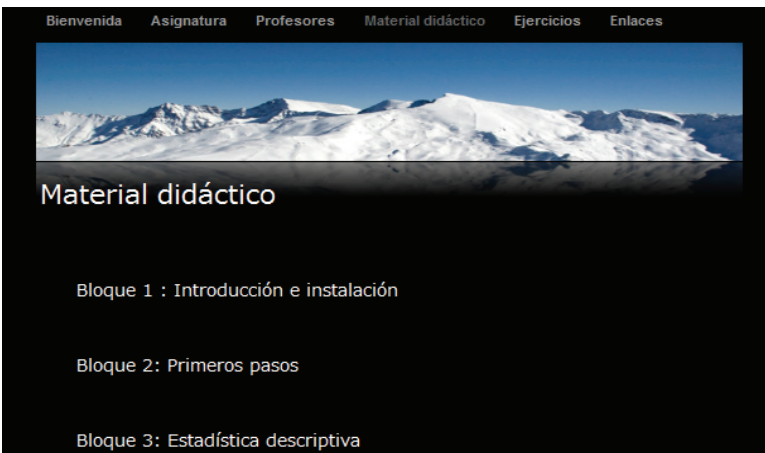 Bienvenida Asignatura Profesores Material didáctico Ejercicios Enlaces
Material didáctico
Bloque 1 : Introducción e instalación
Bloque 2: Primeros pasos
Bloque 3: Estadística descriptiva